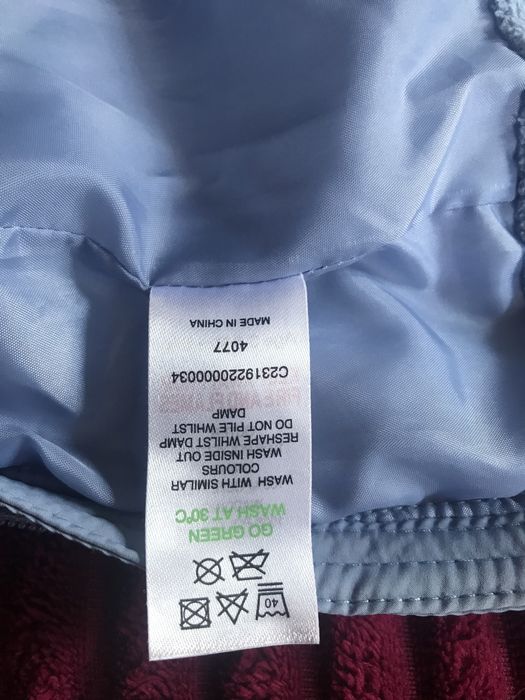 40
GO GREEN
WASH AT 30°C
WASH WITH SIMILAR
COLOURS
WASH INSIDE OUT
RESHAPE WHILST DAMP
DO NOT PILE WHILST
DAMP
C2319220000034
4077
MADE IN CHINA